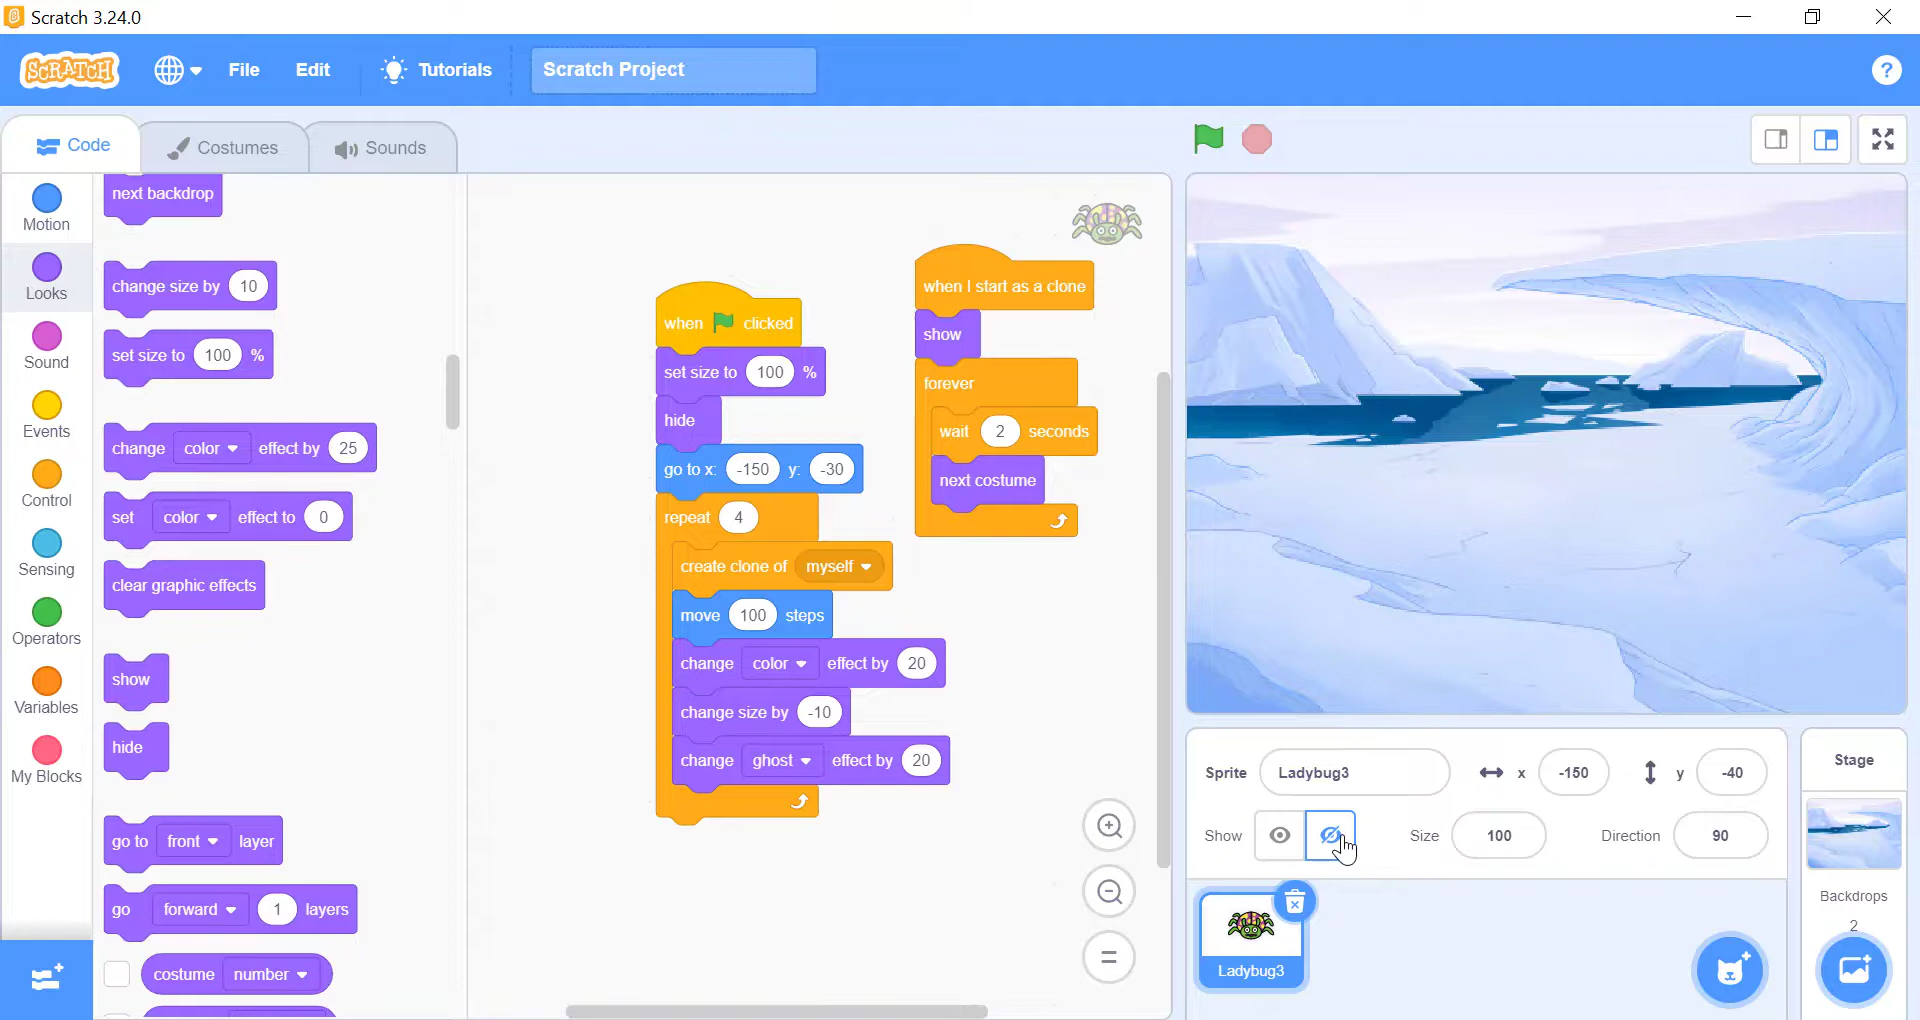 Scratch 3.24.0
SCRATCH
File
Edit
Tutorials
Scratch Project
?
Code
Costumes
Sounds
Motion
Looks
Sound
Events
Control
Sensing
Operators
Variables
My Blocks
next backdrop
change size by 10
set size to 100 %
change color effect by 25
set color effect to 0
clear graphic effects
show
hide
go to front layer
go forward 1 layers
costume number
when clicked
set size to 100 %
hide
go to x: -150 y: -30
repeat 4
create clone of myself
move 100 steps
change color effect by 20
change size by -10
change ghost effect by 20
when I start as a clone
show
forever
wait 2 seconds
next costume
Sprite Ladybug3 x -150 y -40
Show Size 100 Direction 90
Ladybug3
Stage
Backdrops
2